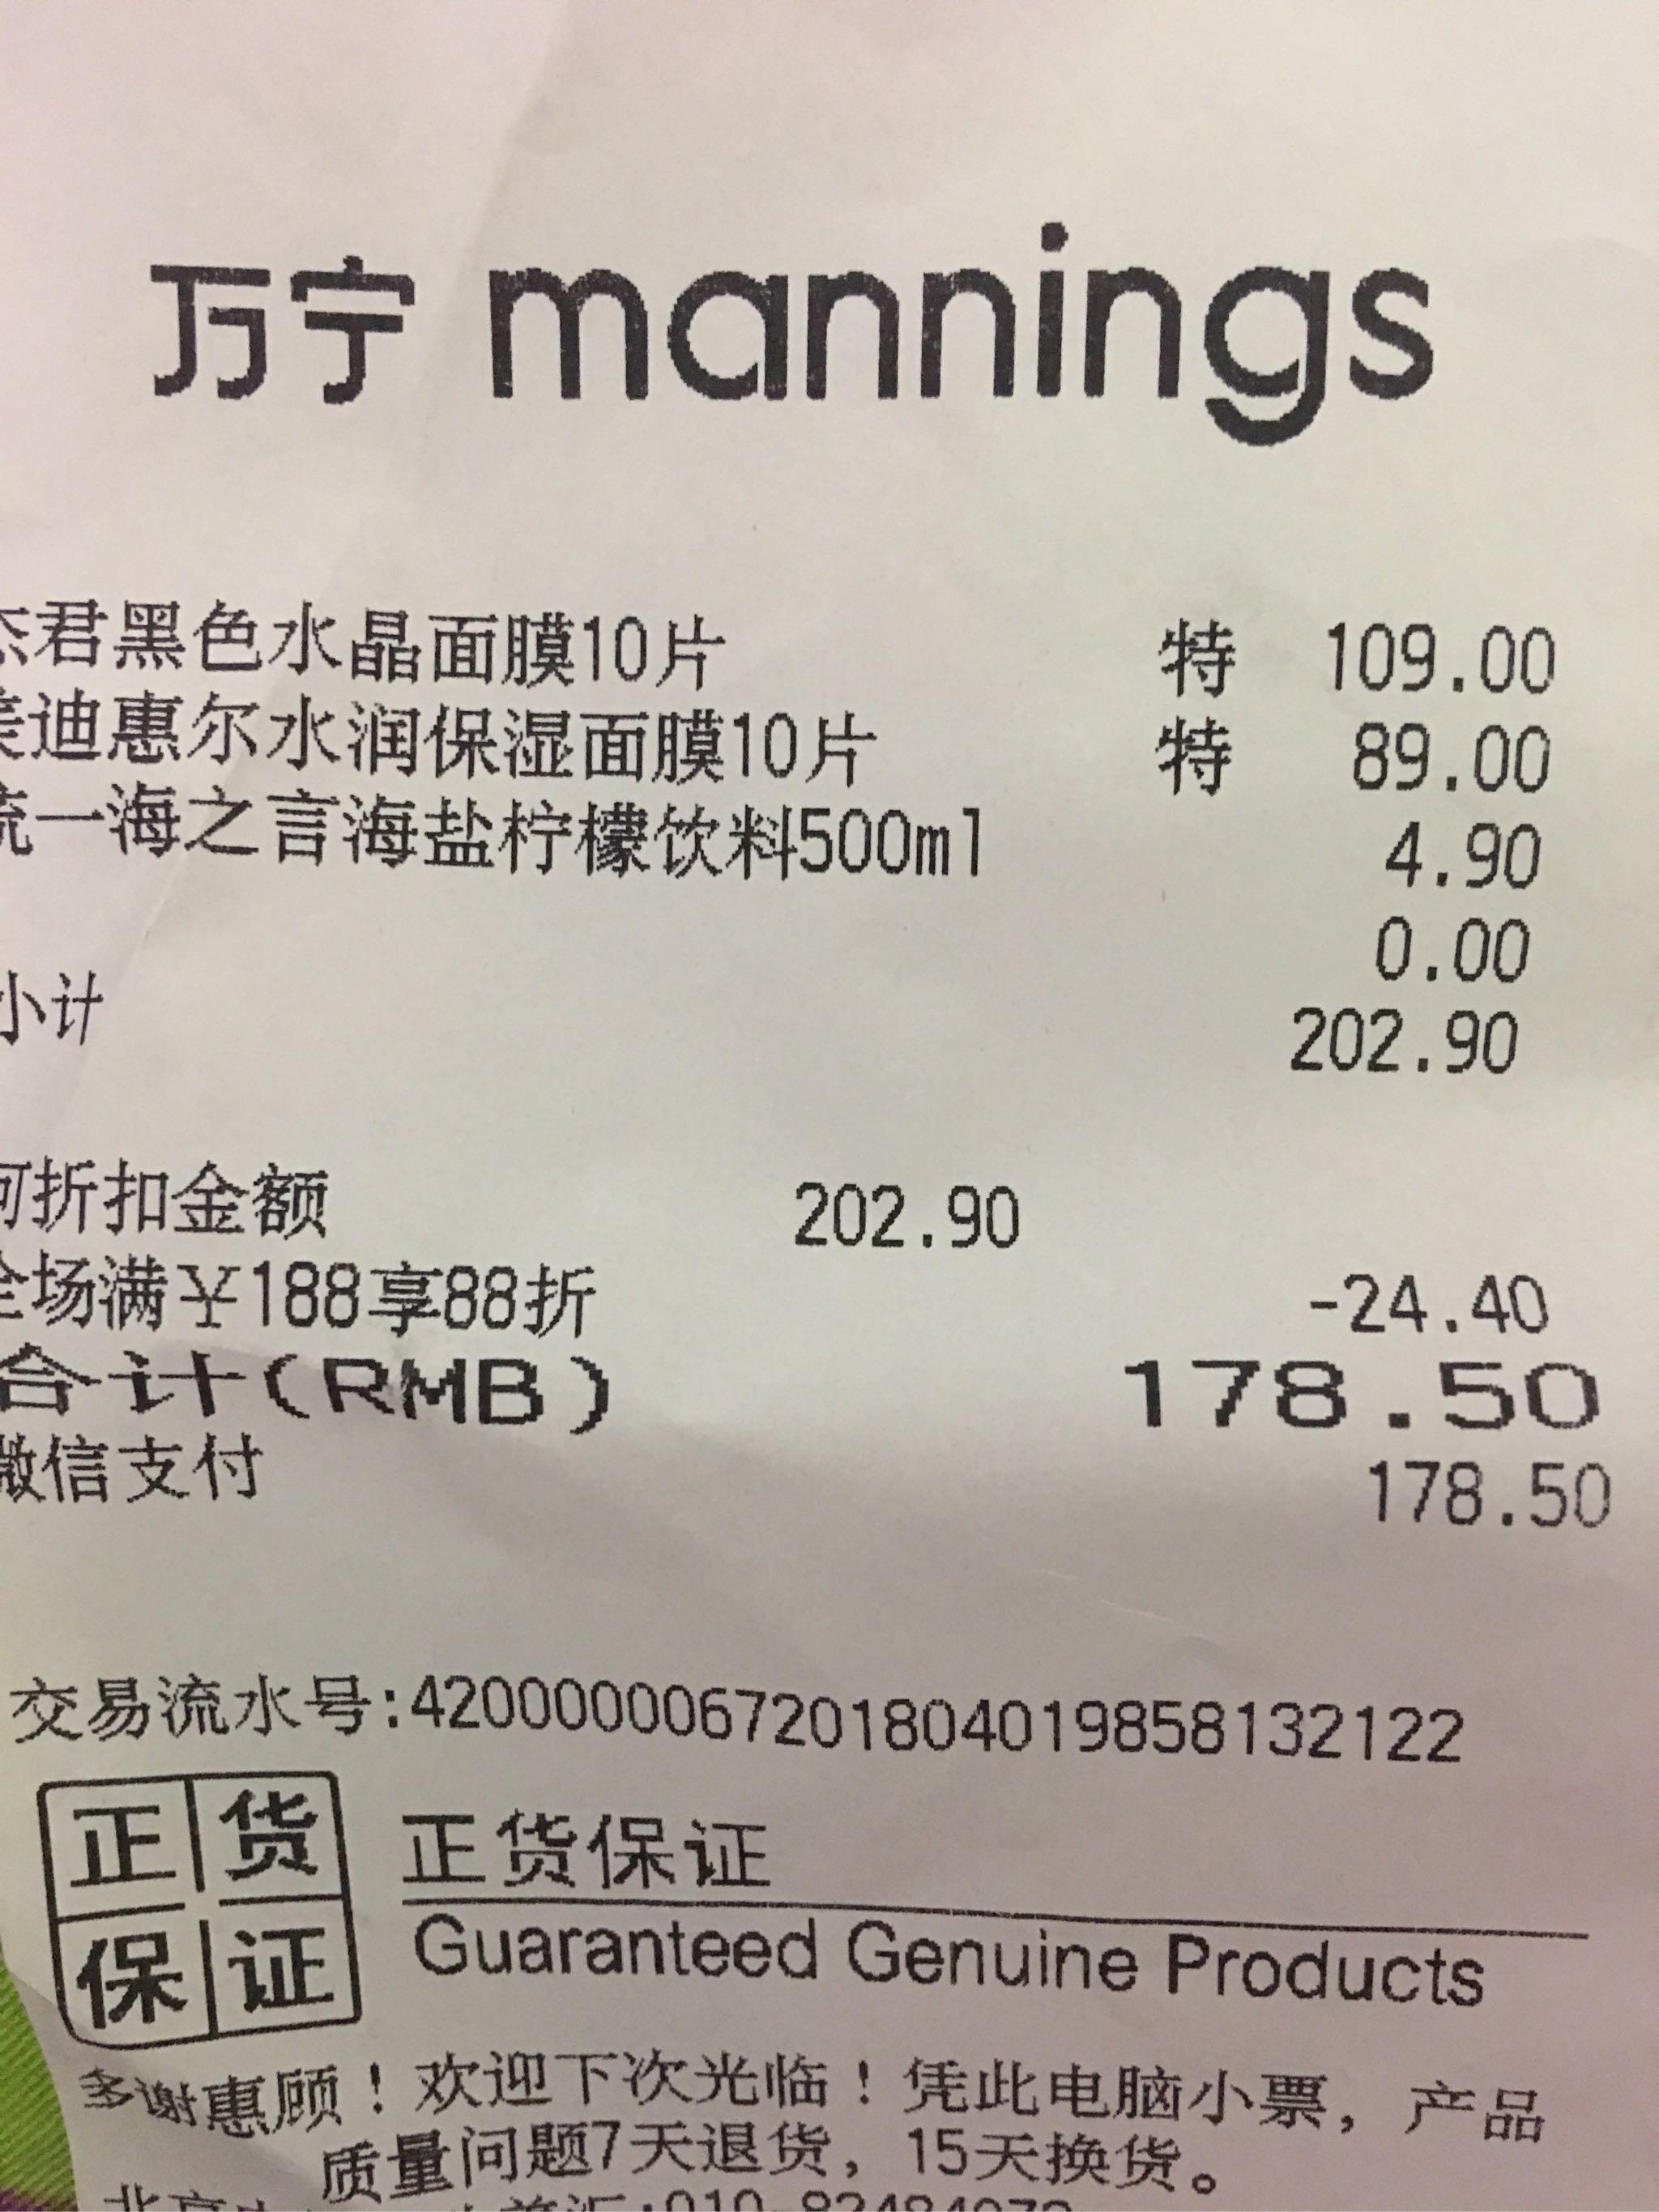 万宁 mannings
君黑色水晶面膜10片 特 109.00
美迪惠尔水润保湿面膜10片 特 89.00
统一海之言海盐柠檬饮料500ml 4.90
0.00
小计 202.90
可折扣金额 202.90
全场满￥188享88折 -24.40
合计(RMB) 178.50
微信支付 178.50
交易流水号:4200000067201804019858132122
正货
保证
正货保证
Guaranteed Genuine Products
多谢惠顾！欢迎下次光临！凭此电脑小票，产品
质量问题7天退货，15天换货。